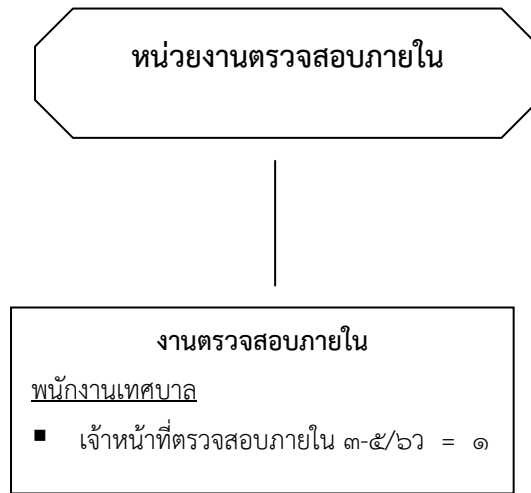 หน่วยงานตรวจสอบภายใน
งานตรวจสอบภายใน
พนักงานเทศบาล
▪ เจ้าหน้าที่ตรวจสอบภายใน ๓-๕/๖ว = ๑